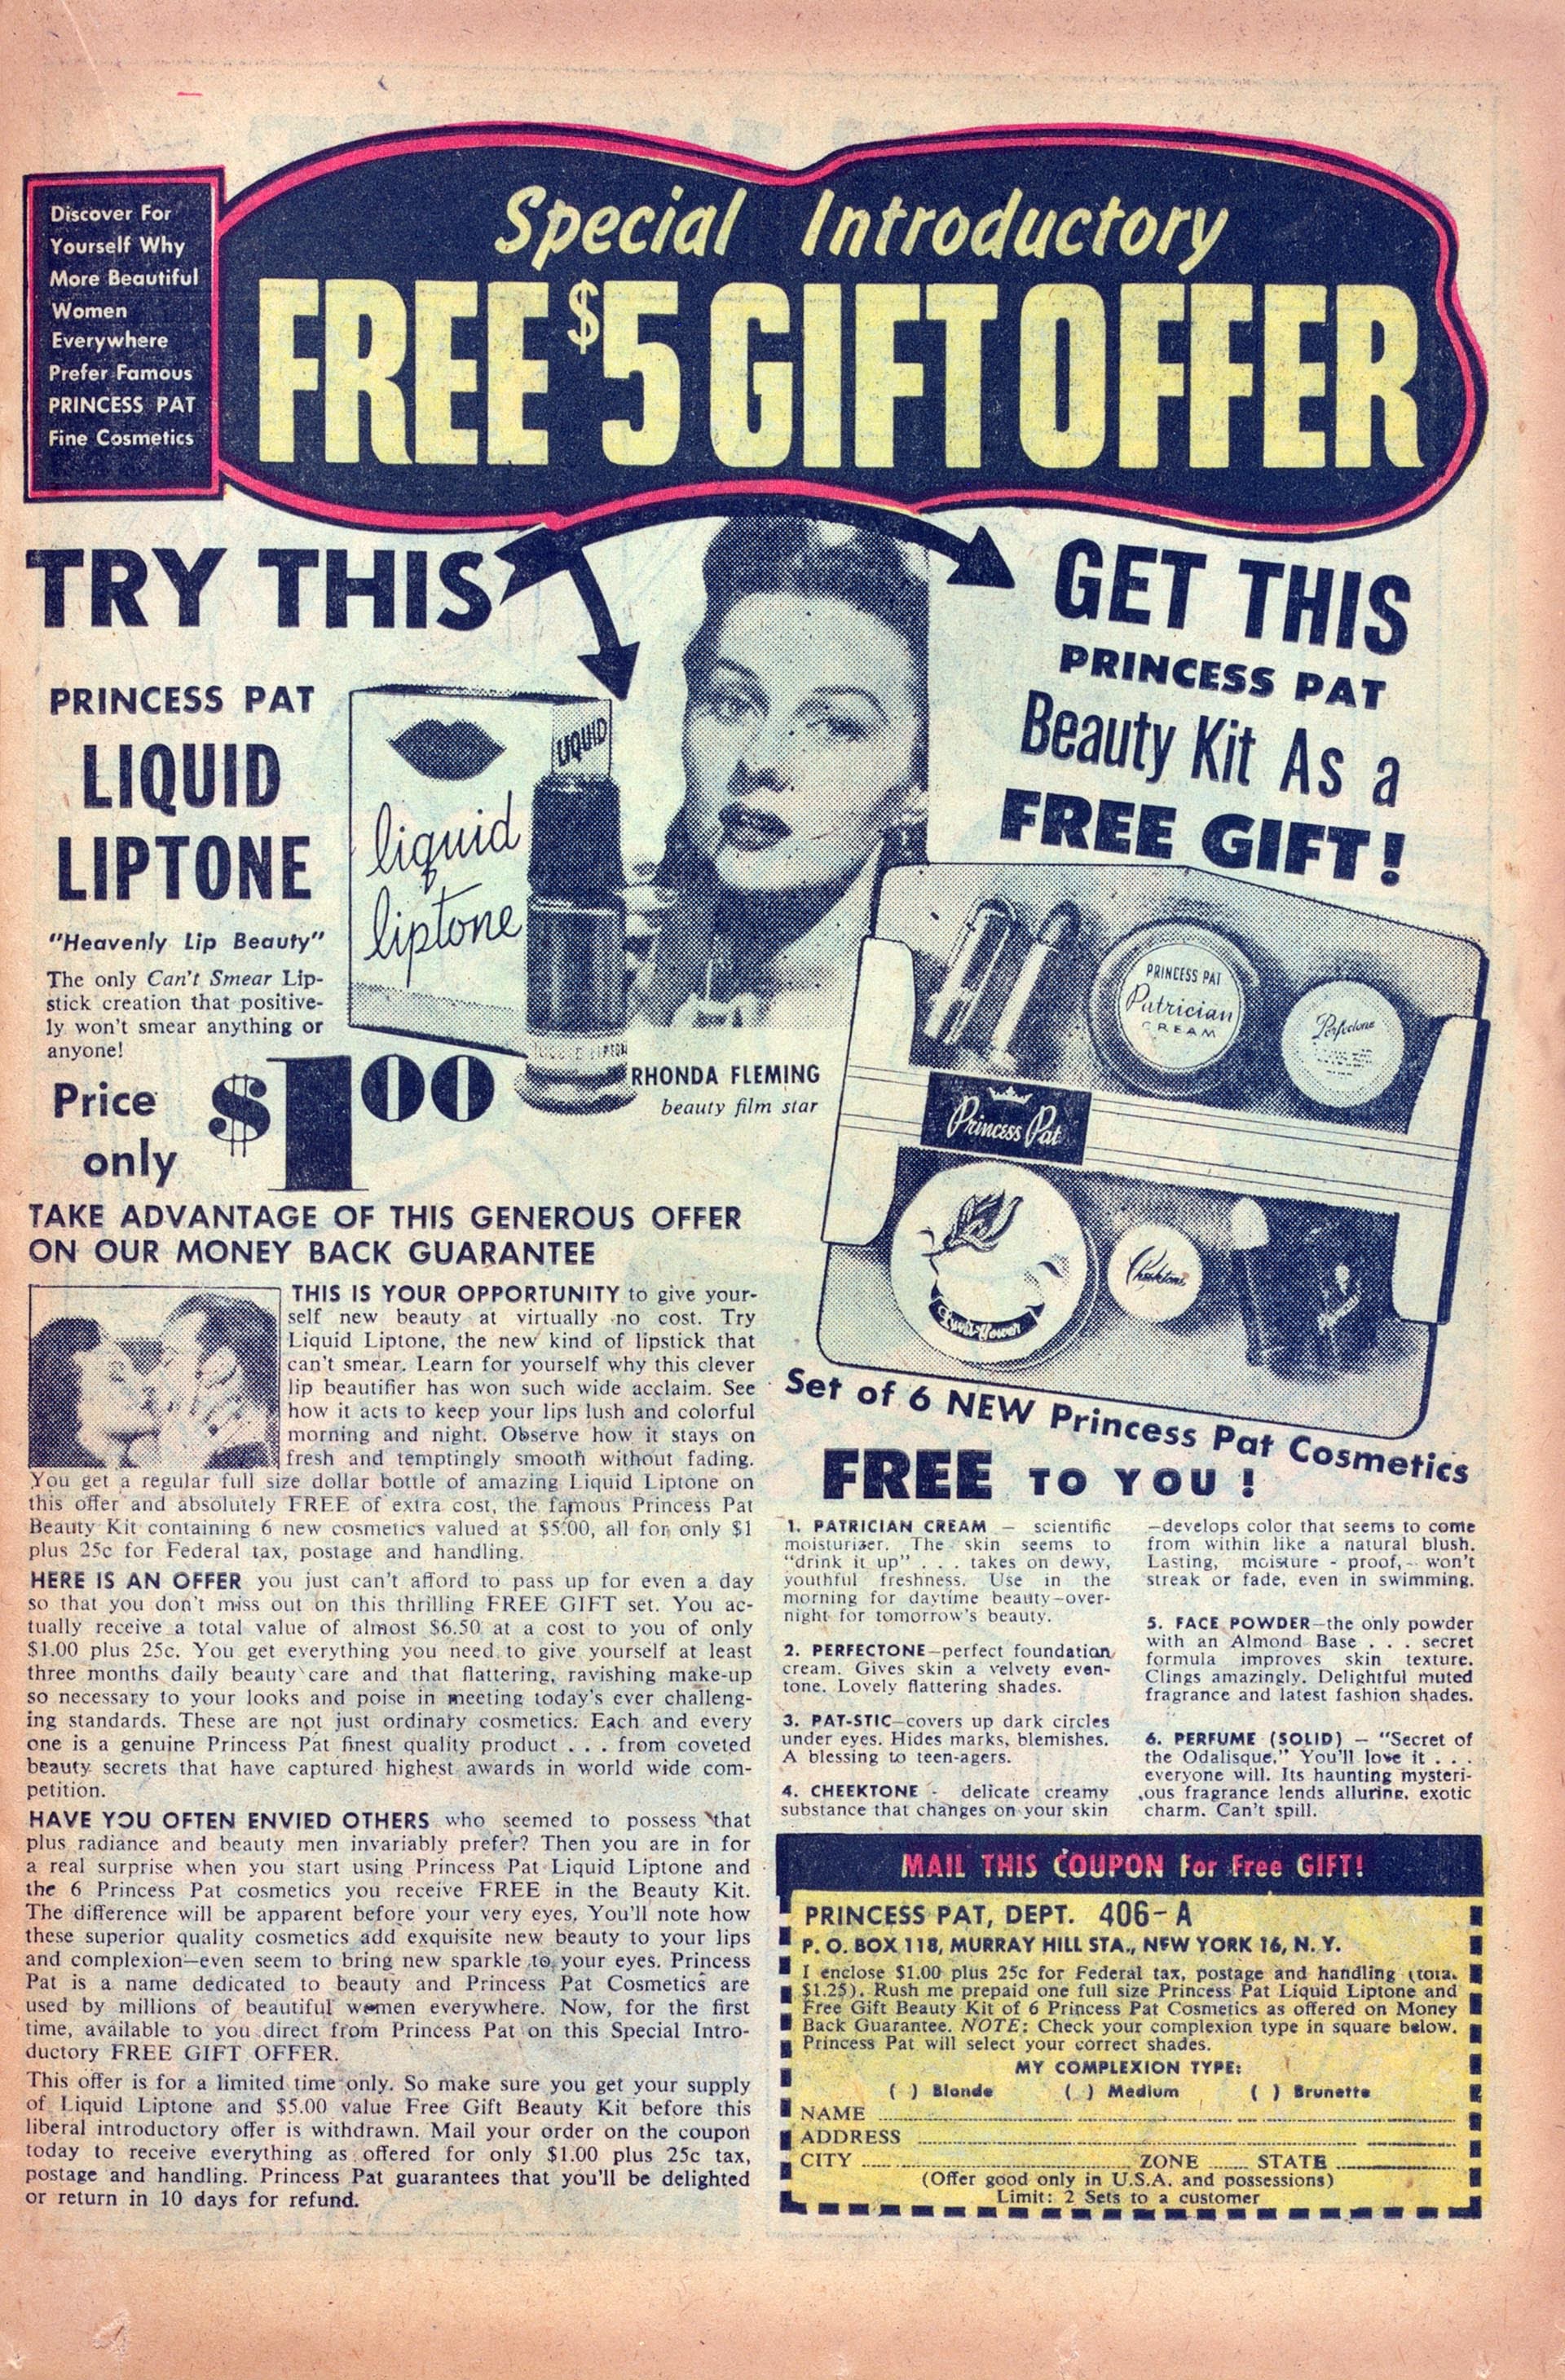 Discover For
Yourself Why
More Beautiful
Women
Everywhere
Prefer Famous
PRINCESS PAT
Fine Cosmetics
Special Introductory
FREE $5 GIFT OFFER
TRY THIS
PRINCESS PAT
LIQUID
LIPTONE
"Heavenly Lip Beauty"
The only Can't Smear Lip-
stick creation that positive-
ly won't smear anything or
anyone!
Price
only
$1.00
liquid
liptone
LIQUID
RHONDA FLEMING
beauty film star
GET THIS
PRINCESS PAT
Beauty Kit As a
FREE GIFT!
PRINCESS PAT
Patrician
CREAM
Perfectone
Princess Pat
Cheektone
Set of 6 NEW Princess Pat Cosmetics
FREE TO YOU!
TAKE ADVANTAGE OF THIS GENEROUS OFFER
ON OUR MONEY BACK GUARANTEE
THIS IS YOUR OPPORTUNITY to give your-
self new beauty at virtually no cost. Try
Liquid Liptone, the new kind of lipstick that
can't smear. Learn for yourself why this clever
lip beautifier has won such wide acclaim. See
how it acts to keep your lips lush and colorful
morning and night. Observe how it stays on
fresh and temptingly smooth without fading.
You get a regular full size dollar bottle of amazing Liquid Liptone on
this offer and absolutely FREE of extra cost, the famous Princess Pat
Beauty Kit containing 6 new cosmetics valued at $5.00, all for only $1
plus 25c for Federal tax, postage and handling.
HERE IS AN OFFER you just can't afford to pass up for even a day
so that you don't miss out on this thrilling FREE GIFT set. You ac-
tually receive a total value of almost $6.50 at a cost to you of only
$1.00 plus 25c. You get everything you need to give yourself at least
three months daily beauty care and that flattering, ravishing make-up
so necessary to your looks and poise in meeting today's ever challeng-
ing standards. These are not just ordinary cosmetics. Each and every
one is a genuine Princess Pat finest quality product . . . from coveted
beauty secrets that have captured highest awards in world wide com-
petition.
HAVE YOU OFTEN ENVIED OTHERS who seemed to possess that
plus radiance and beauty men invariably prefer? Then you are in for
a real surprise when you start using Princess Pat Liquid Liptone and
the 6 Princess Pat cosmetics you receive FREE in the Beauty Kit.
The difference will be apparent before your very eyes. You'll note how
these superior quality cosmetics add exquisite new beauty to your lips
and complexion—even seem to bring new sparkle to your eyes. Princess
Pat is a name dedicated to beauty and Princess Pat Cosmetics are
used by millions of beautiful women everywhere. Now, for the first
time, available to you direct from Princess Pat on this Special Intro-
ductory FREE GIFT OFFER.
This offer is for a limited time only. So make sure you get your supply
of Liquid Liptone and $5.00 value Free Gift Beauty Kit before this
liberal introductory offer is withdrawn. Mail your order on the coupon
today to receive everything as offered for only $1.00 plus 25c tax,
postage and handling. Princess Pat guarantees that you'll be delighted
or return in 10 days for refund.
1. PATRICIAN CREAM — scientific
moisturizer. The skin seems to
"drink it up" . . . takes on dewy,
youthful freshness. Use in the
morning for daytime beauty—over-
night for tomorrow's beauty.
2. PERFECTONE—perfect foundation
cream. Gives skin a velvety even-
tone. Lovely flattering shades.
3. PAT-STIC—covers up dark circles
under eyes. Hides marks, blemishes.
A blessing to teen-agers.
4. CHEEKTONE - delicate creamy
substance that changes on your skin
—develops color that seems to come
from within like a natural blush.
Lasting, moisture - proof, - won't
streak or fade, even in swimming.
5. FACE POWDER—the only powder
with an Almond Base . . . secret
formula improves skin texture.
Clings amazingly. Delightful muted
fragrance and latest fashion shades.
6. PERFUME (SOLID) — "Secret of
the Odalisque." You'll love it . . .
everyone will. Its haunting mysteri-
ous fragrance lends alluring, exotic
charm. Can't spill.
MAIL THIS COUPON For Free GIFT!
PRINCESS PAT, DEPT. 406-A
P. O. BOX 118, MURRAY HILL STA., NEW YORK 16, N. Y.
I enclose $1.00 plus 25c for Federal tax, postage and handling (total
$1.25). Rush me prepaid one full size Princess Pat Liquid Liptone and
Free Gift Beauty Kit of 6 Princess Pat Cosmetics as offered on Money
Back Guarantee. NOTE: Check your complexion type in square below.
Princess Pat will select your correct shades.
MY COMPLEXION TYPE:
( ) Blonde ( ) Medium ( ) Brunette
NAME
ADDRESS
CITY ZONE STATE
(Offer good only in U.S.A. and possessions)
Limit: 2 Sets to a customer